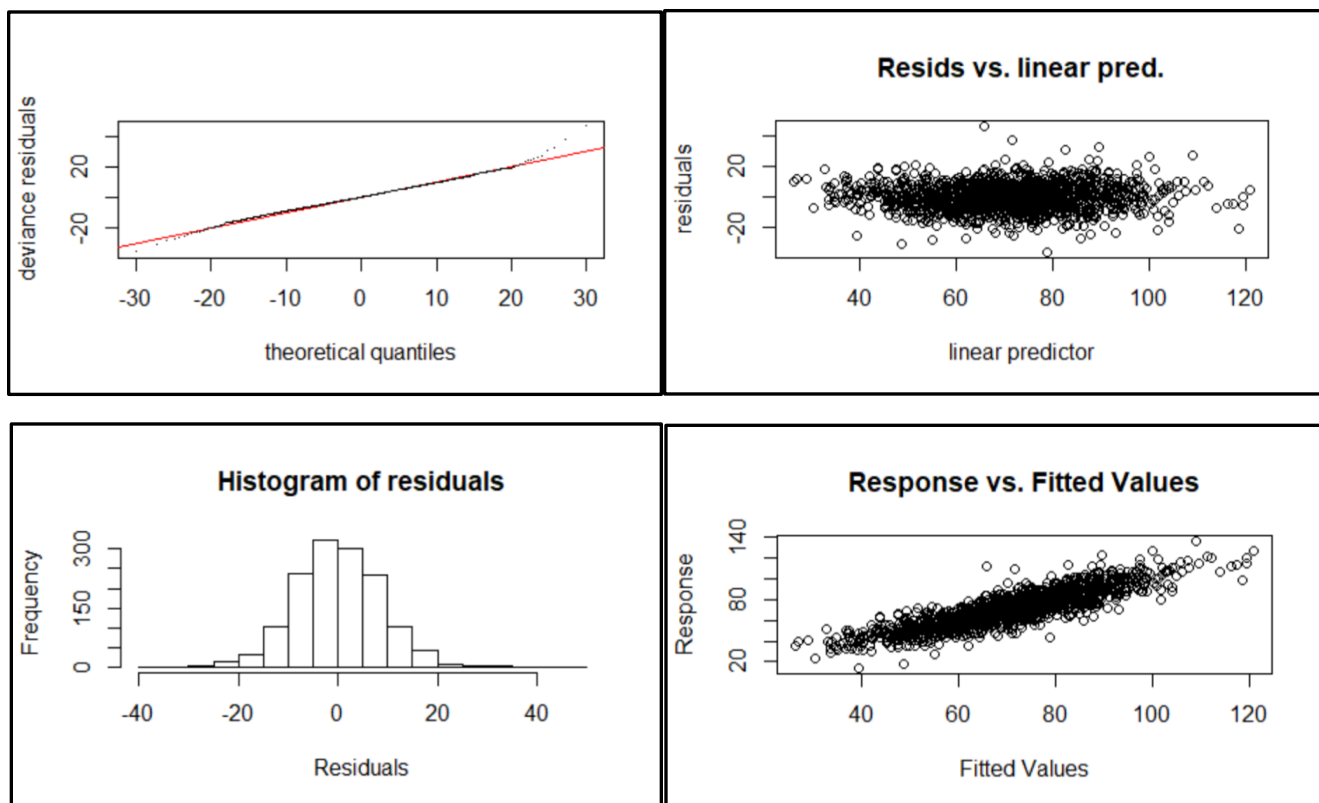 deviance residuals
20
-20
-30 -20 -10 0 10 20 30
theoretical quantiles
Resids vs. linear pred.
residuals
20
-20
40 60 80 100 120
linear predictor
Histogram of residuals
Frequency
300
150
0
-40 -20 0 20 40
Residuals
Response vs. Fitted Values
Response
140
80
20
40 60 80 100 120
Fitted Values